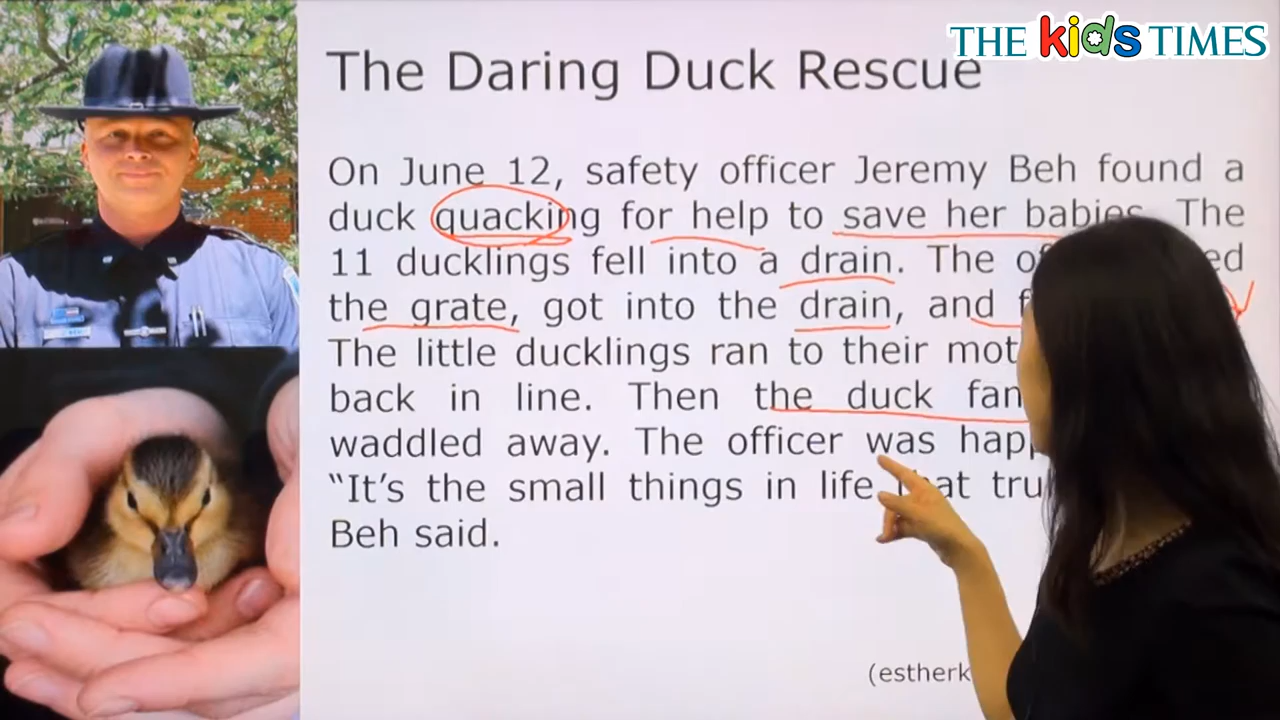 THE kids TIMES
The Daring Duck Rescue
On June 12, safety officer Jeremy Beh found a
duck quacking for help to save her babies. The
11 ducklings fell into a drain. The
the grate, got into the drain, and
The little ducklings ran to their
back in line. Then the duck
waddled away. The officer was
"It's the small things in life that
Beh said.